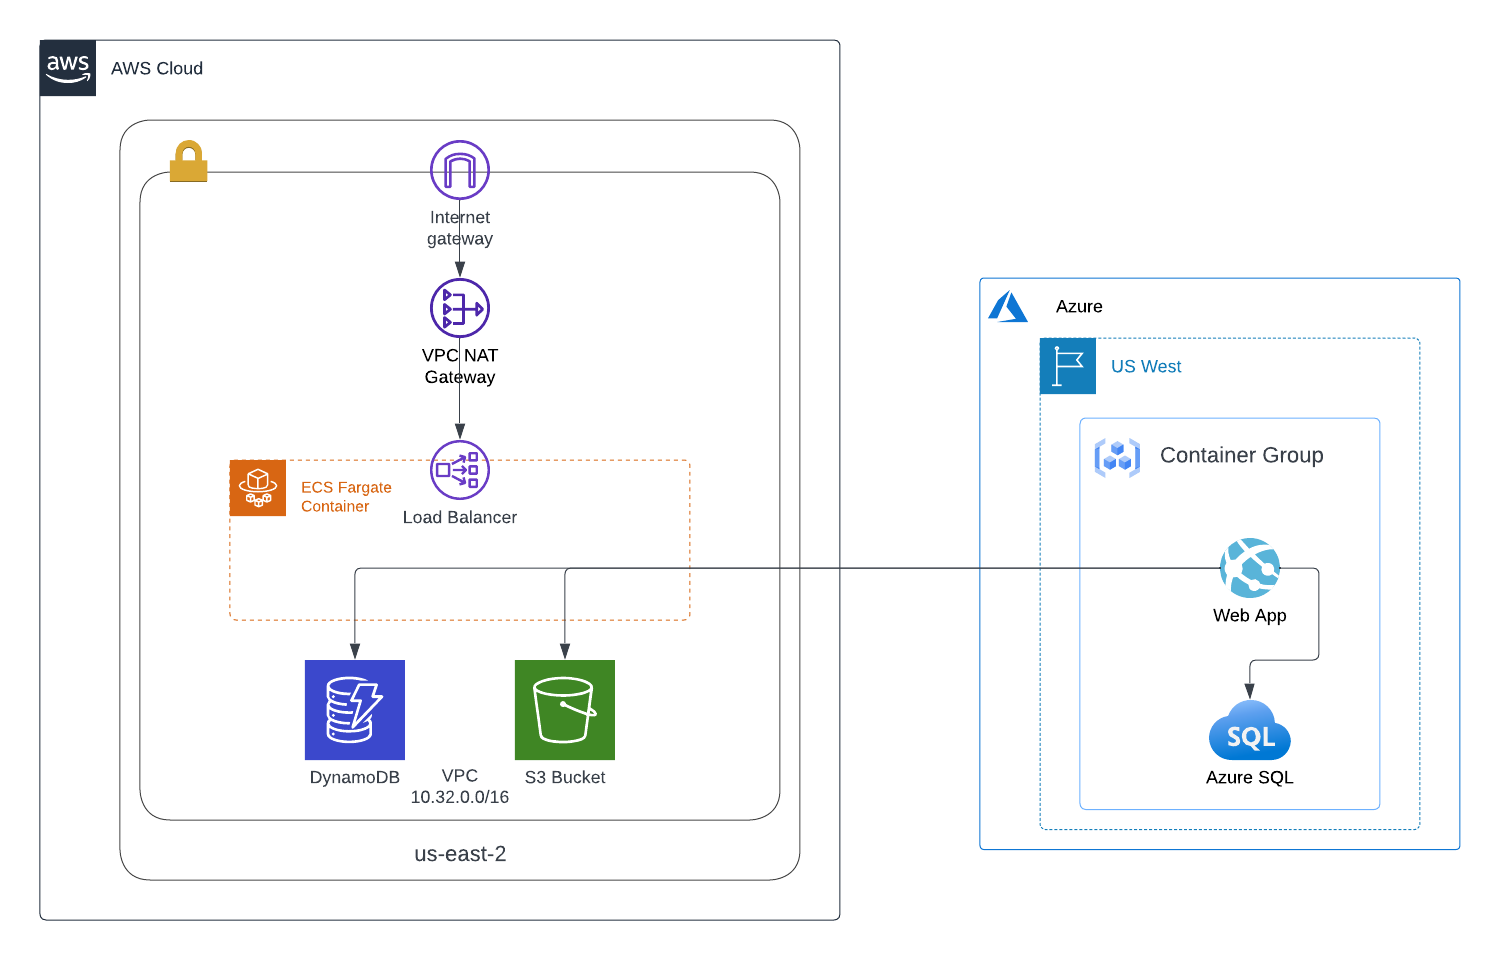 aws
AWS Cloud
Internet
gateway
VPC NAT
Gateway
ECS Fargate
Container
Load Balancer
DynamoDB
VPC
10.32.0.0/16
S3 Bucket
us-east-2
Azure
US West
Container Group
Web App
SQL
Azure SQL